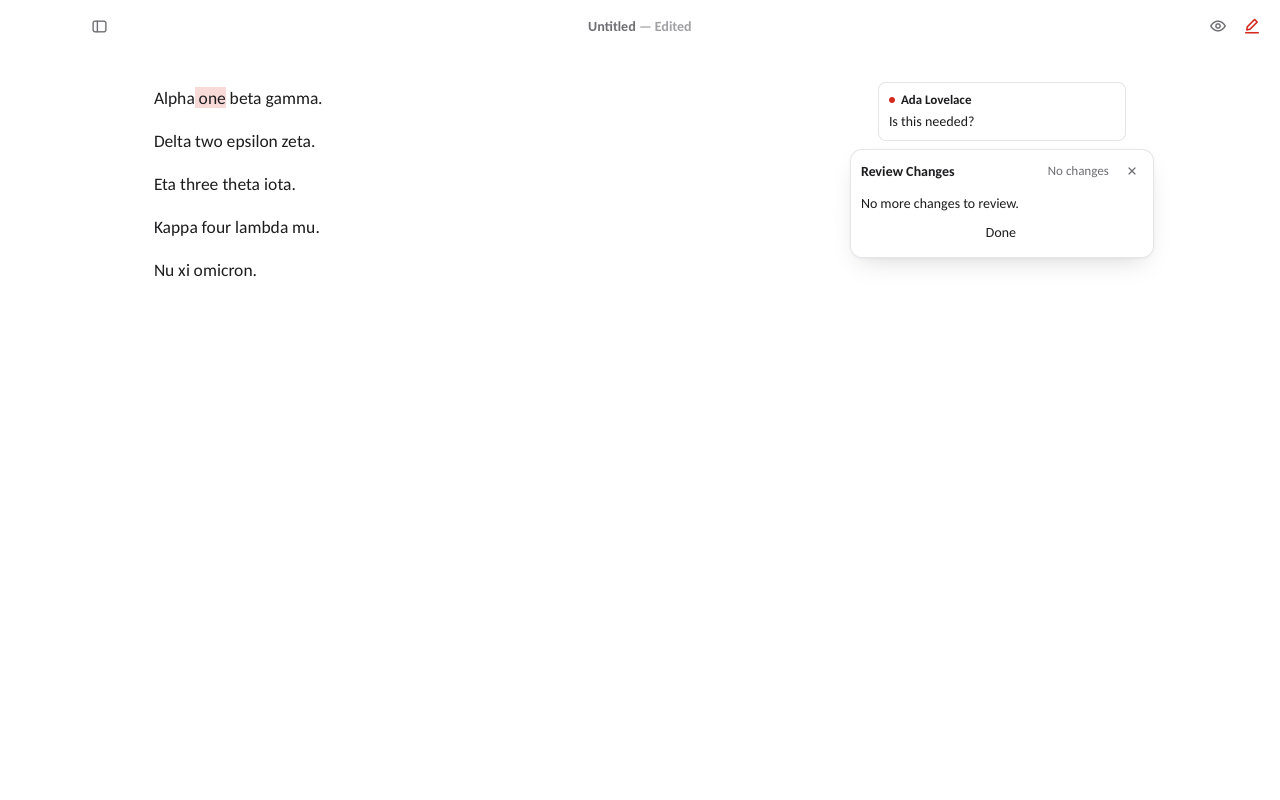 Untitled — Edited
Alpha one beta gamma.
Delta two epsilon zeta.
Eta three theta iota.
Kappa four lambda mu.
Nu xi omicron.
Ada Lovelace
Is this needed?
Review Changes No changes
No more changes to review.
Done